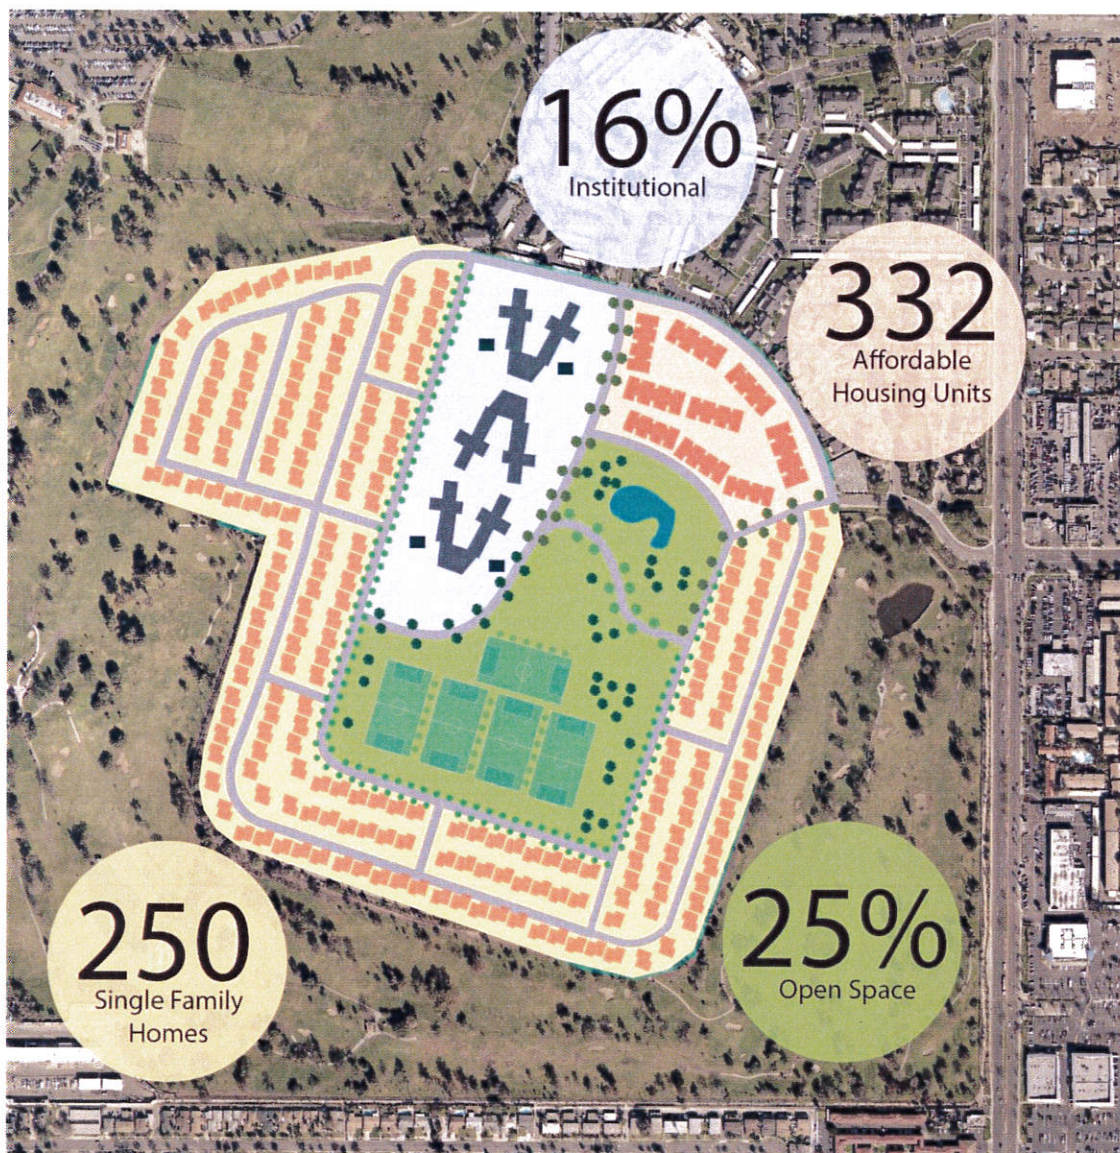 16%
Institutional
332
Affordable
Housing Units
250
Single Family
Homes
25%
Open Space